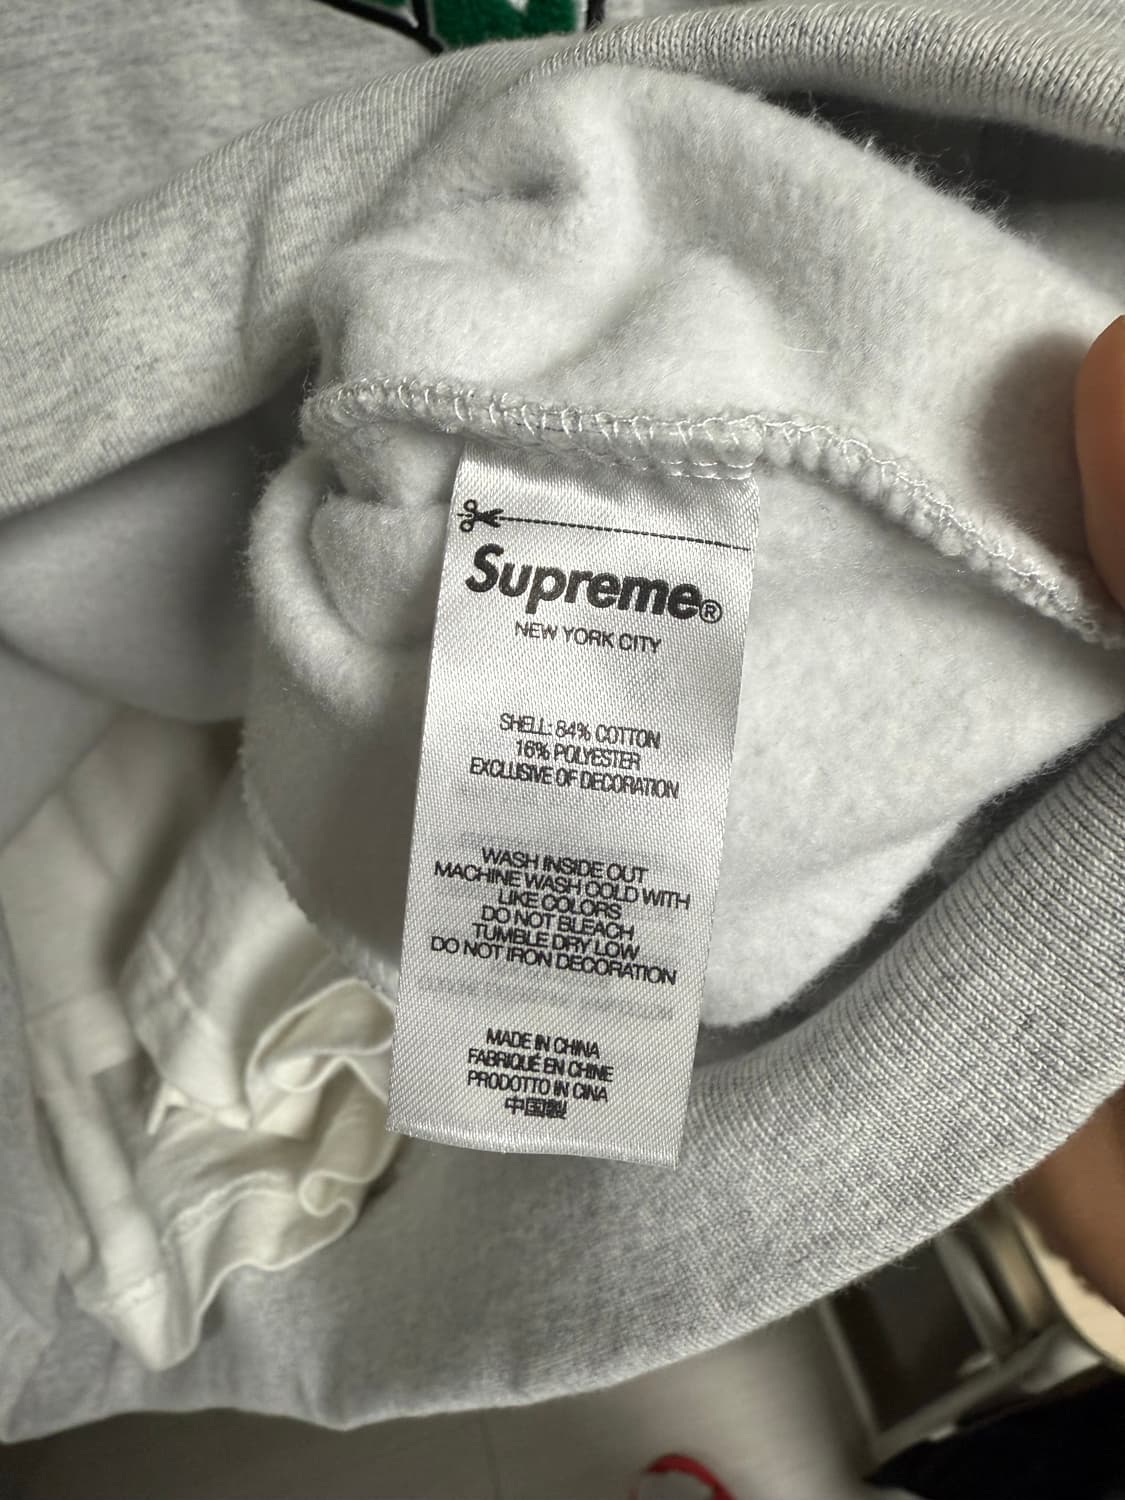 Supreme®
NEW YORK CITY
SHELL: 84% COTTON
16% POLYESTER
EXCLUSIVE OF DECORATION
WASH INSIDE OUT
MACHINE WASH COLD WITH
LIKE COLORS
DO NOT BLEACH
TUMBLE DRY LOW
DO NOT IRON DECORATION
MADE IN CHINA
FABRIQUÉ EN CHINE
PRODOTTO IN CINA
中国製